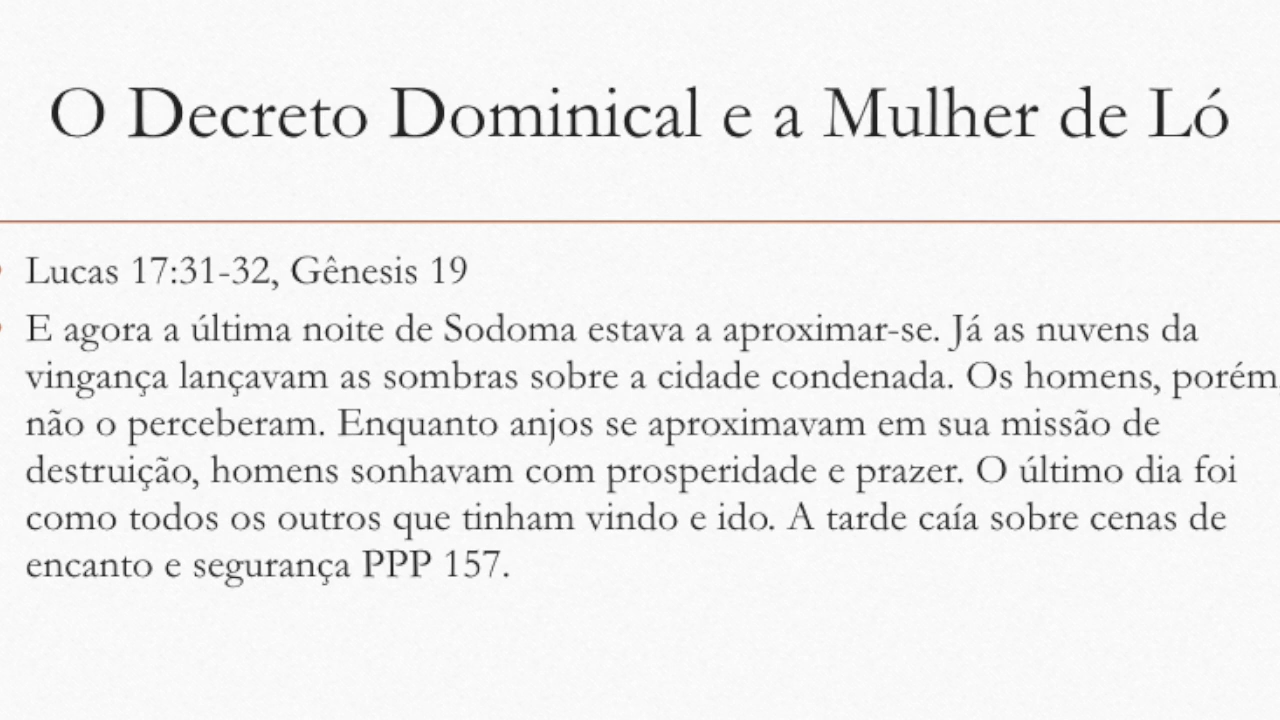 O Decreto Dominical e a Mulher de Ló
Lucas 17:31-32, Gênesis 19
E agora a última noite de Sodoma estava a aproximar-se. Já as nuvens da
vingança lançavam as sombras sobre a cidade condenada. Os homens, porém,
não o perceberam. Enquanto anjos se aproximavam em sua missão de
destruição, homens sonhavam com prosperidade e prazer. O último dia foi
como todos os outros que tinham vindo e ido. A tarde caía sobre cenas de
encanto e segurança PPP 157.